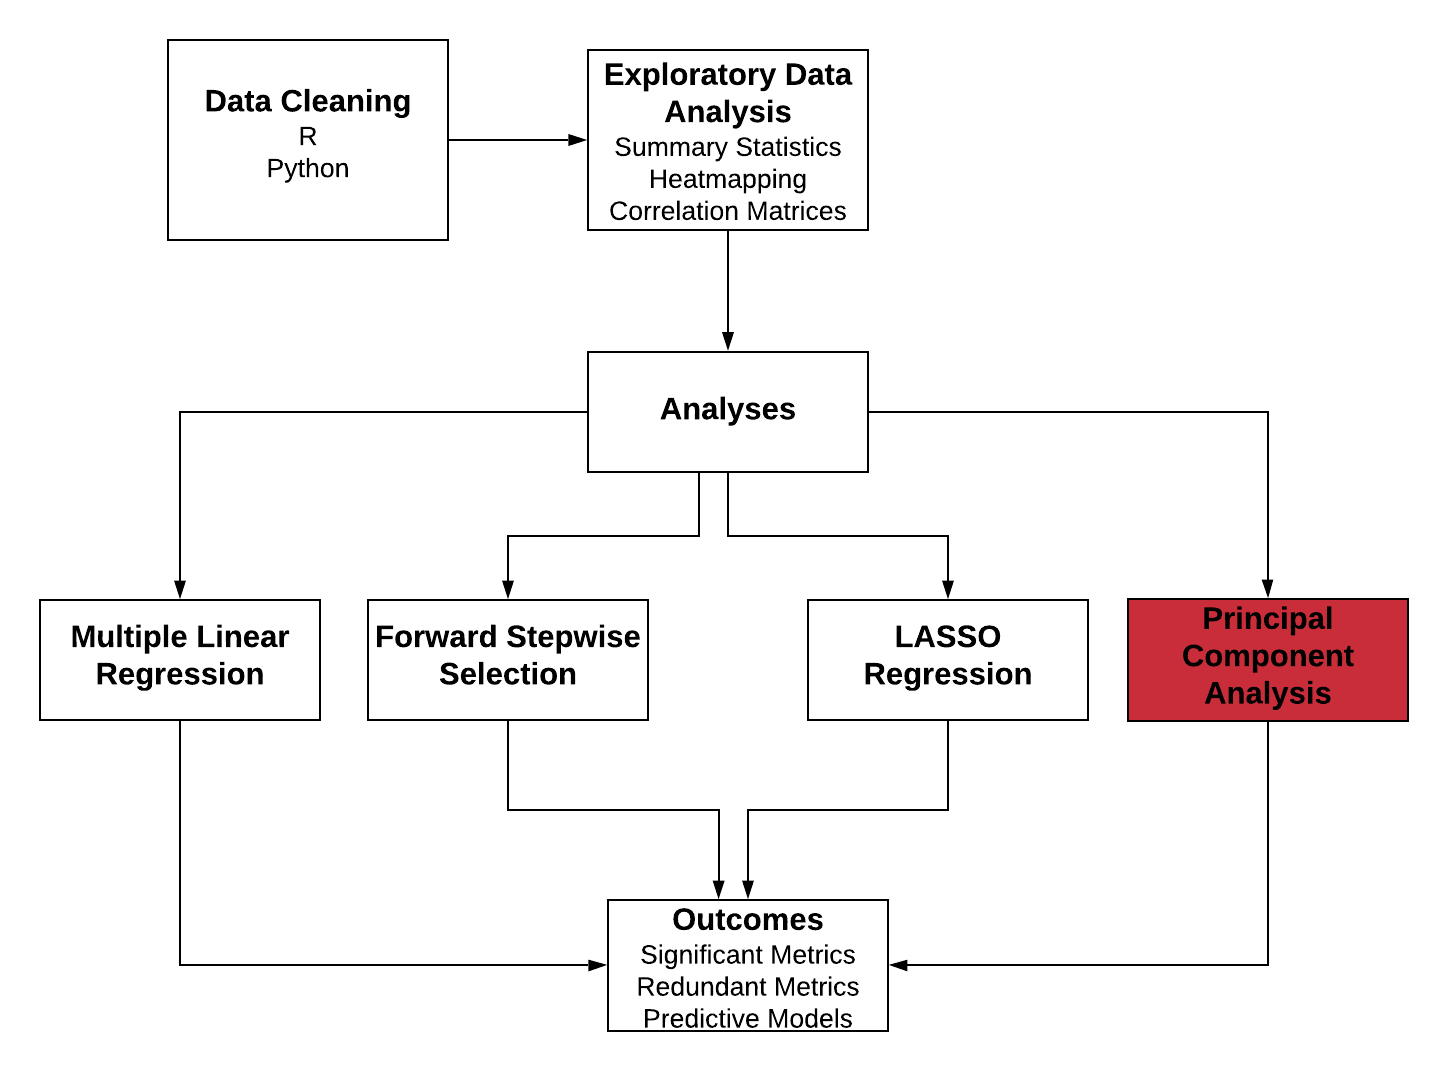 Data Cleaning
R
Python
Exploratory Data
Analysis
Summary Statistics
Heatmapping
Correlation Matrices
Analyses
Multiple Linear
Regression
Forward Stepwise
Selection
LASSO
Regression
Principal
Component
Analysis
Outcomes
Significant Metrics
Redundant Metrics
Predictive Models